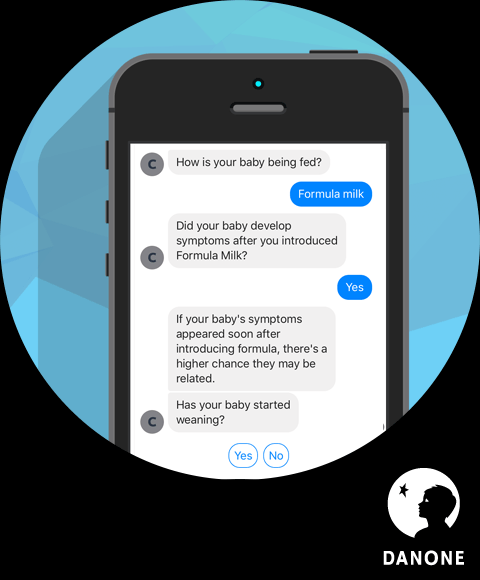 C
How is your baby being fed?
Formula milk
Did your baby develop
symptoms after you introduced
Formula Milk?
C
Yes
If your baby's symptoms
appeared soon after
introducing formula, there's a
higher chance they may be
related.
Has your baby started
weaning?
C
Yes No
DANONE